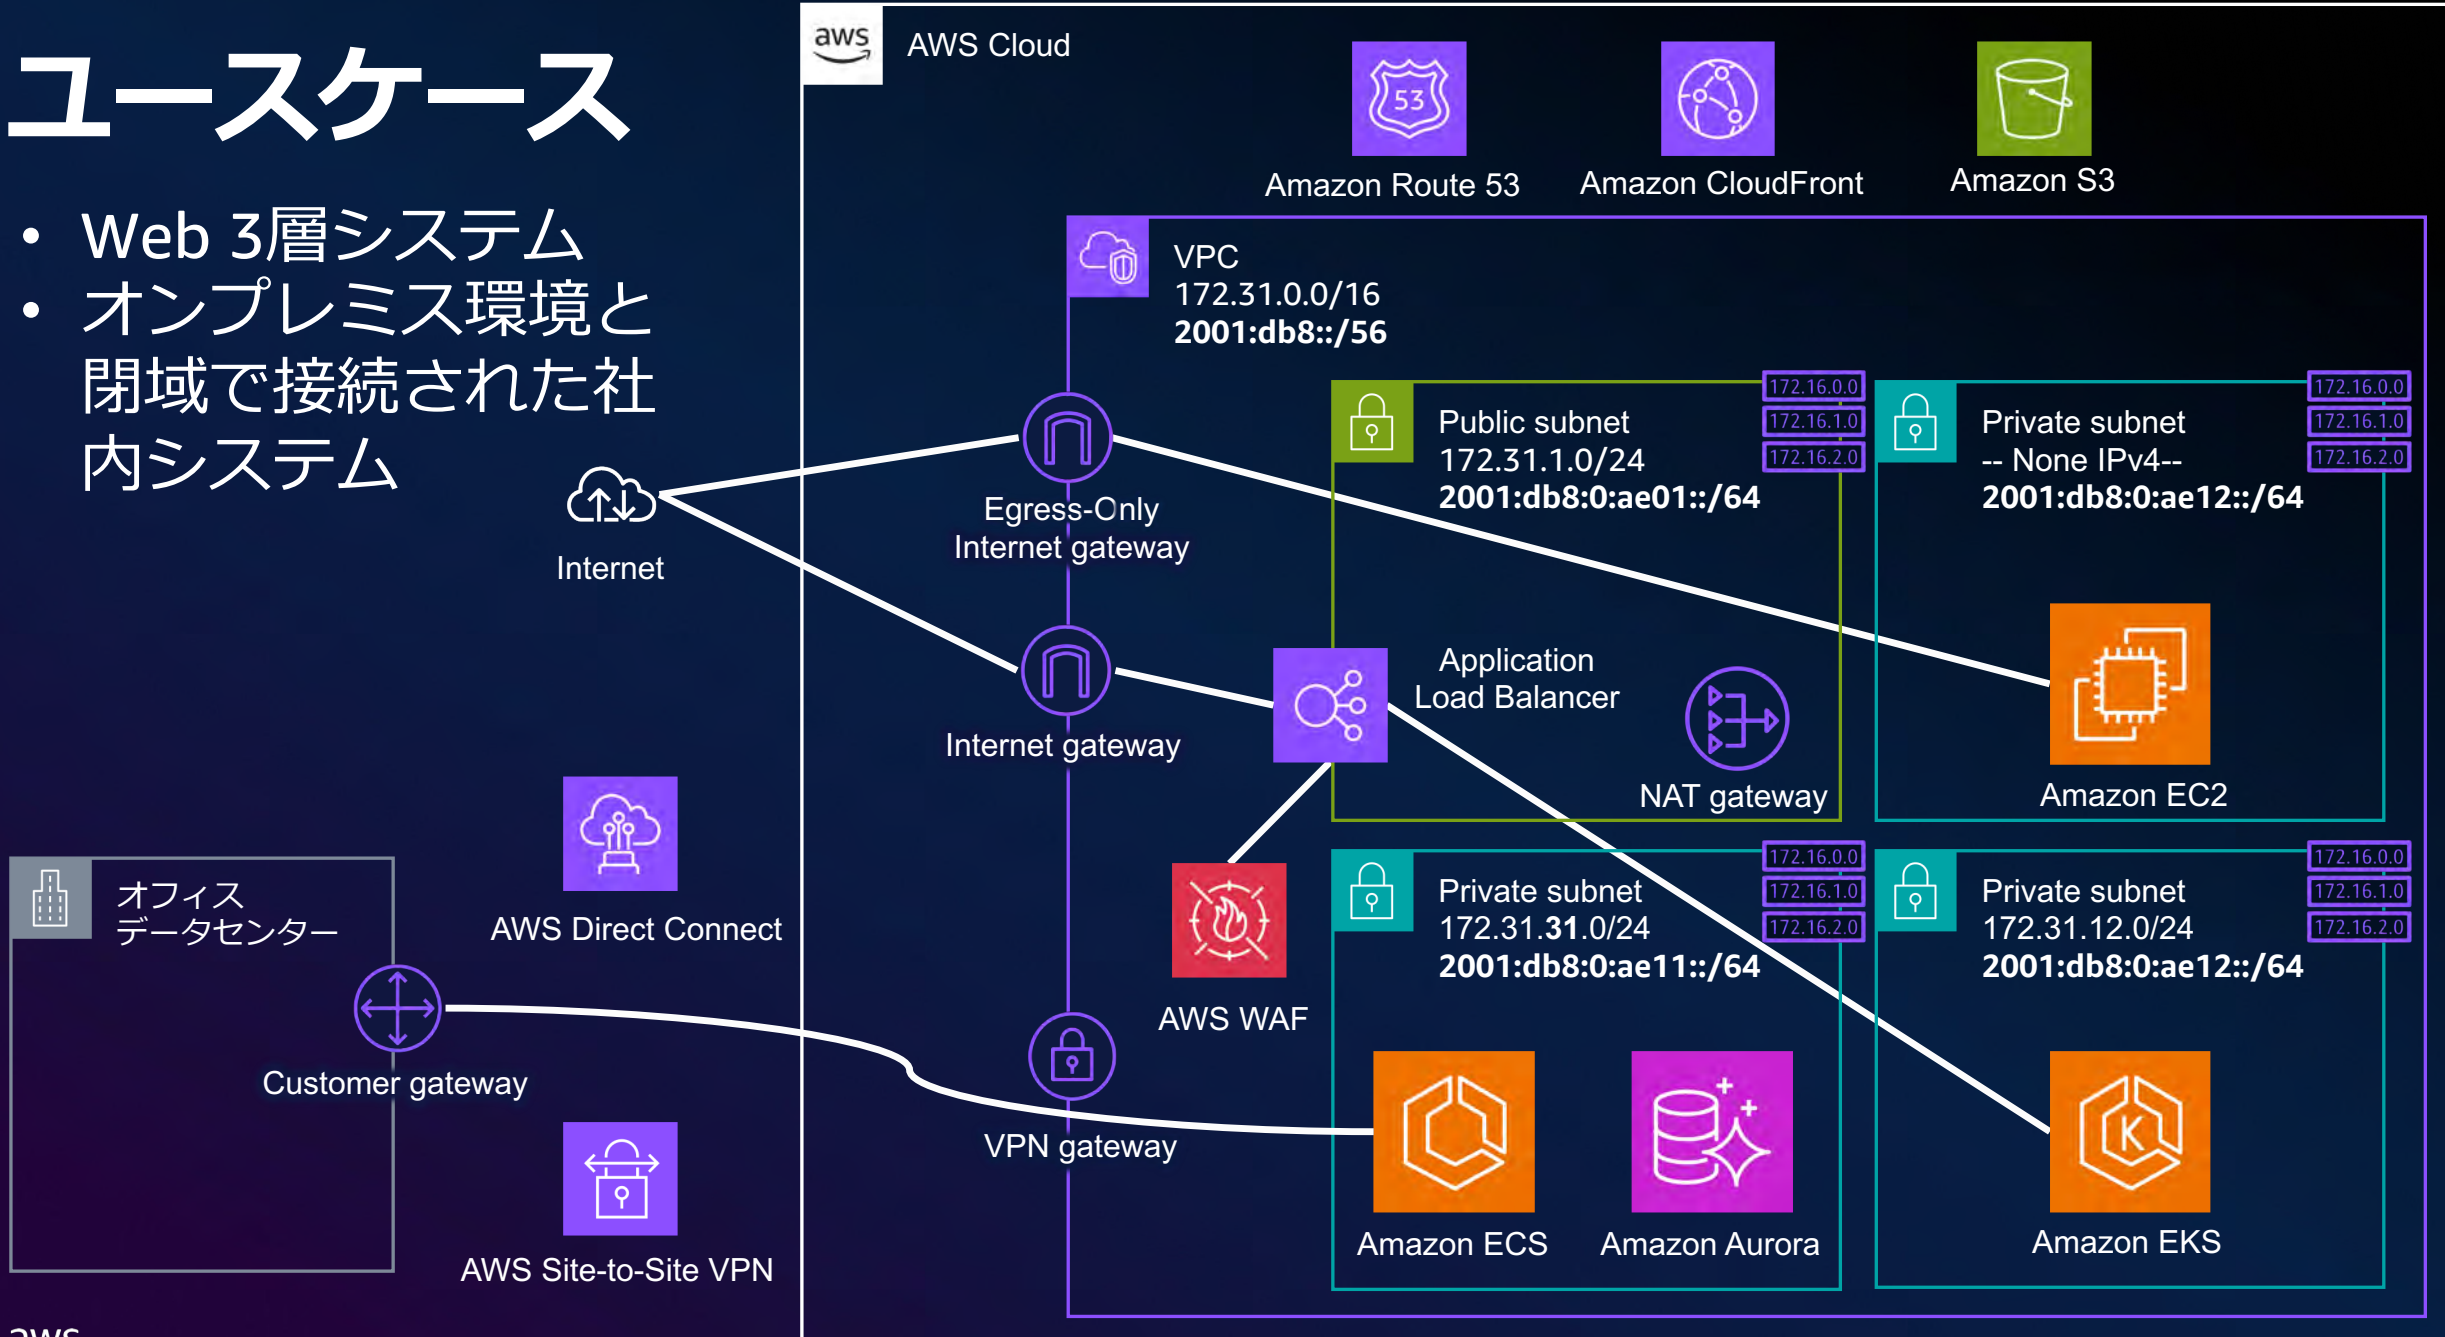 ユースケース
• Web 3層システム
• オンプレミス環境と
閉域で接続された社
内システム
aws
AWS Cloud
53
Amazon Route 53
Amazon CloudFront
Amazon S3
VPC
172.31.0.0/16
2001:db8::/56
Internet
Egress-Only
Internet gateway
Internet gateway
Public subnet
172.31.1.0/24
2001:db8:0:ae01::/64
172.16.0.0
172.16.1.0
172.16.2.0
Application
Load Balancer
NAT gateway
Private subnet
-- None IPv4--
2001:db8:0:ae12::/64
172.16.0.0
172.16.1.0
172.16.2.0
Amazon EC2
AWS Direct Connect
オフィス
データセンター
Customer gateway
AWS Site-to-Site VPN
VPN gateway
AWS WAF
Private subnet
172.31.31.0/24
2001:db8:0:ae11::/64
172.16.0.0
172.16.1.0
172.16.2.0
Amazon ECS
Amazon Aurora
Private subnet
172.31.12.0/24
2001:db8:0:ae12::/64
172.16.0.0
172.16.1.0
172.16.2.0
K
Amazon EKS
aws